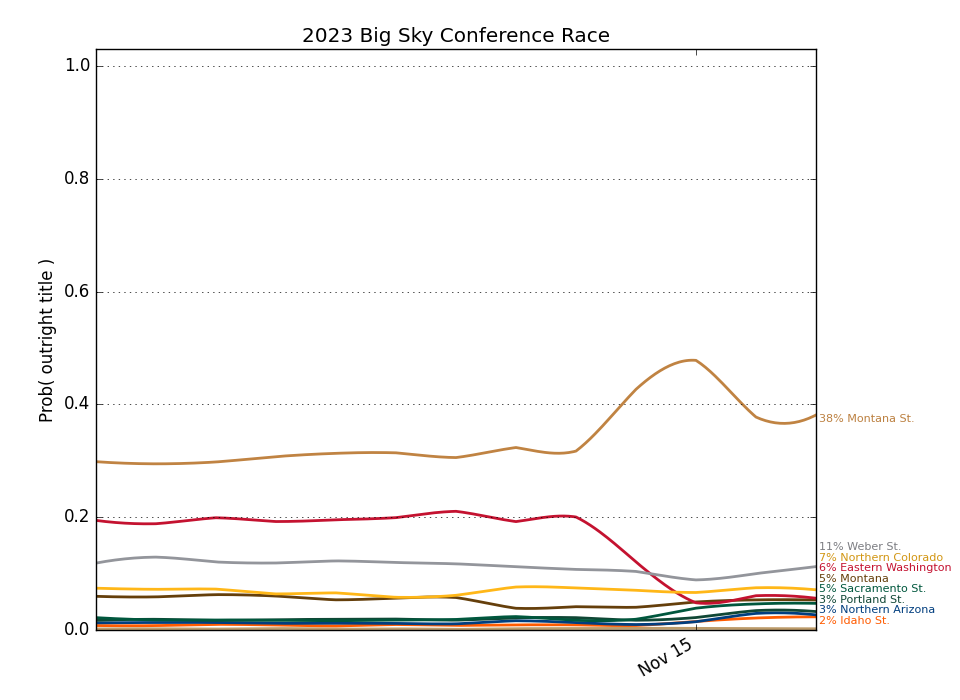 2023 Big Sky Conference Race
1.0
0.8
0.6
0.4
0.2
0.0
Prob( outright title )
Nov 15
38% Montana St.
11% Weber St.
7% Northern Colorado
6% Eastern Washington
5% Montana
5% Sacramento St.
3% Portland St.
3% Northern Arizona
2% Idaho St.